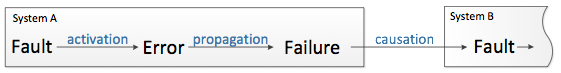 System A
Fault activation Error propagation Failure causation
System B
Fault